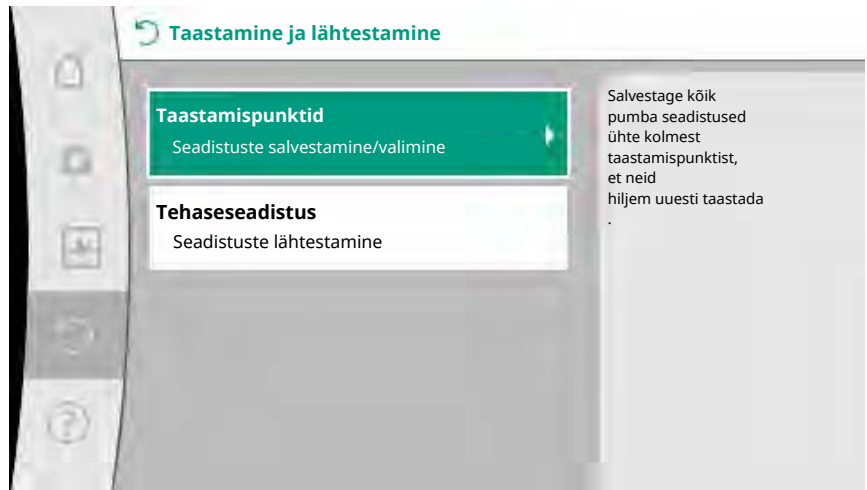 Taastamine ja lähtestamine
Taastamispunktid
Seadistuste salvestamine/valimine
Tehaseseadistus
Seadistuste lähtestamine
Salvestage kõik
pumba seadistused
ühte kolmest
taastamispunktist,
et neid
hiljem uuesti taastada
.